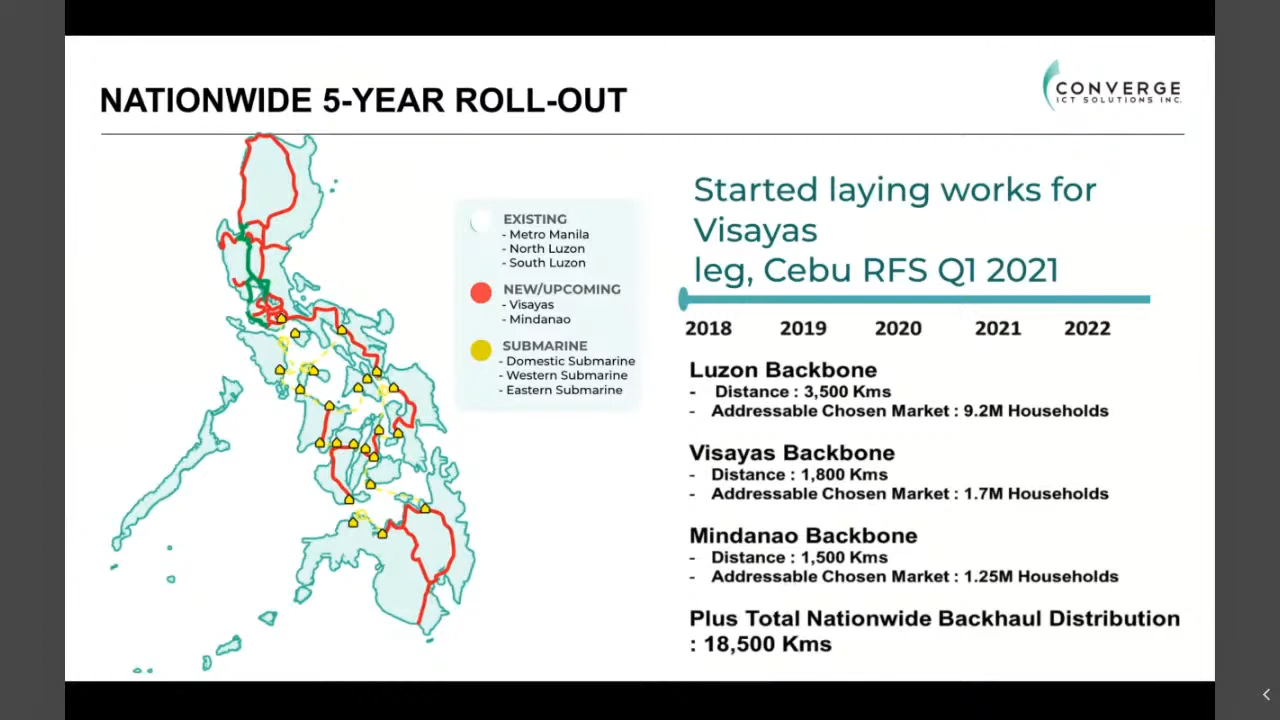 NATIONWIDE 5-YEAR ROLL-OUT
CONVERGE
ICT SOLUTIONS INC.
EXISTING
- Metro Manila
- North Luzon
- South Luzon
NEW/UPCOMING
- Visayas
- Mindanao
SUBMARINE
- Domestic Submarine
- Western Submarine
- Eastern Submarine
Started laying works for
Visayas
leg, Cebu RFS Q1 2021
2018 2019 2020 2021 2022
Luzon Backbone
- Distance : 3,500 Kms
- Addressable Chosen Market : 9.2M Households
Visayas Backbone
- Distance : 1,800 Kms
- Addressable Chosen Market : 1.7M Households
Mindanao Backbone
- Distance : 1,500 Kms
- Addressable Chosen Market : 1.25M Households
Plus Total Nationwide Backhaul Distribution
: 18,500 Kms